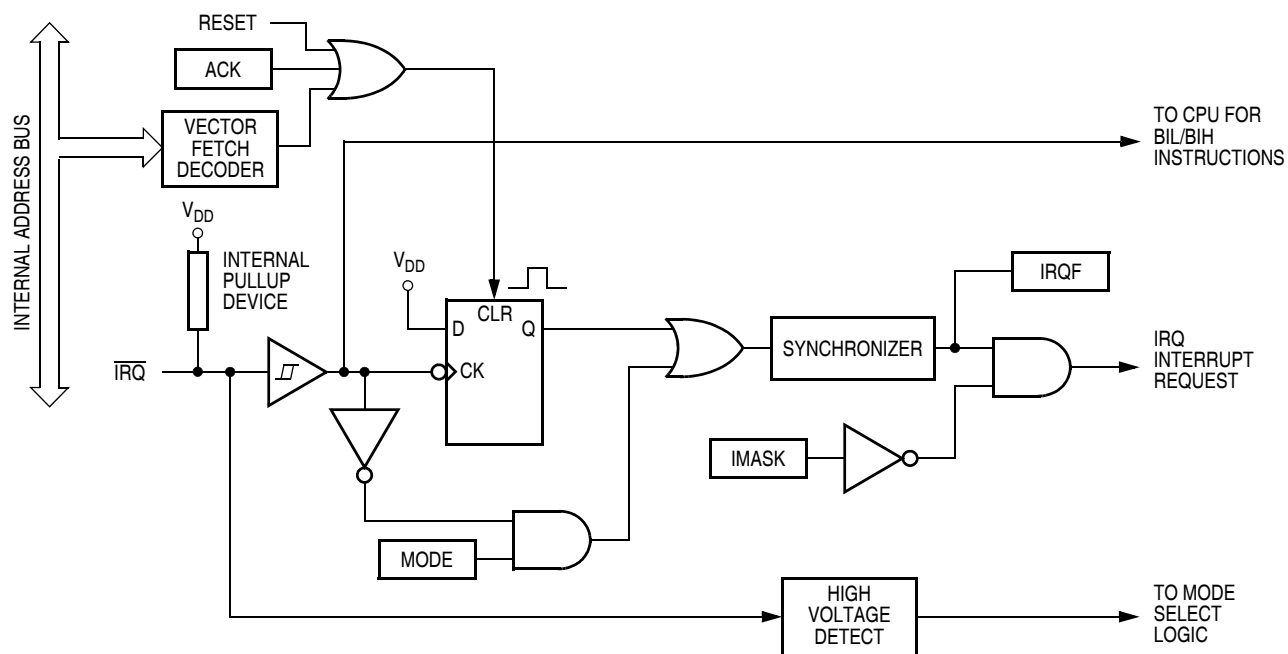 RESET
ACK
VECTOR
FETCH
DECODER
INTERNAL ADDRESS BUS
TO CPU FOR
BIL/BIH
INSTRUCTIONS
VDD
INTERNAL
PULLUP
DEVICE
VDD
CLR
D
Q
CK
IRQ
SYNCHRONIZER
IRQF
IRQ
INTERRUPT
REQUEST
IMASK
MODE
HIGH
VOLTAGE
DETECT
TO MODE
SELECT
LOGIC